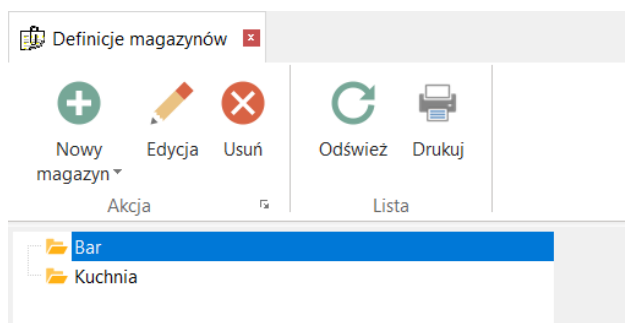 Definicje magazynów
Nowy magazyn
Edycja
Usuń
Odśwież
Drukuj
Akcja
Lista
Bar
Kuchnia